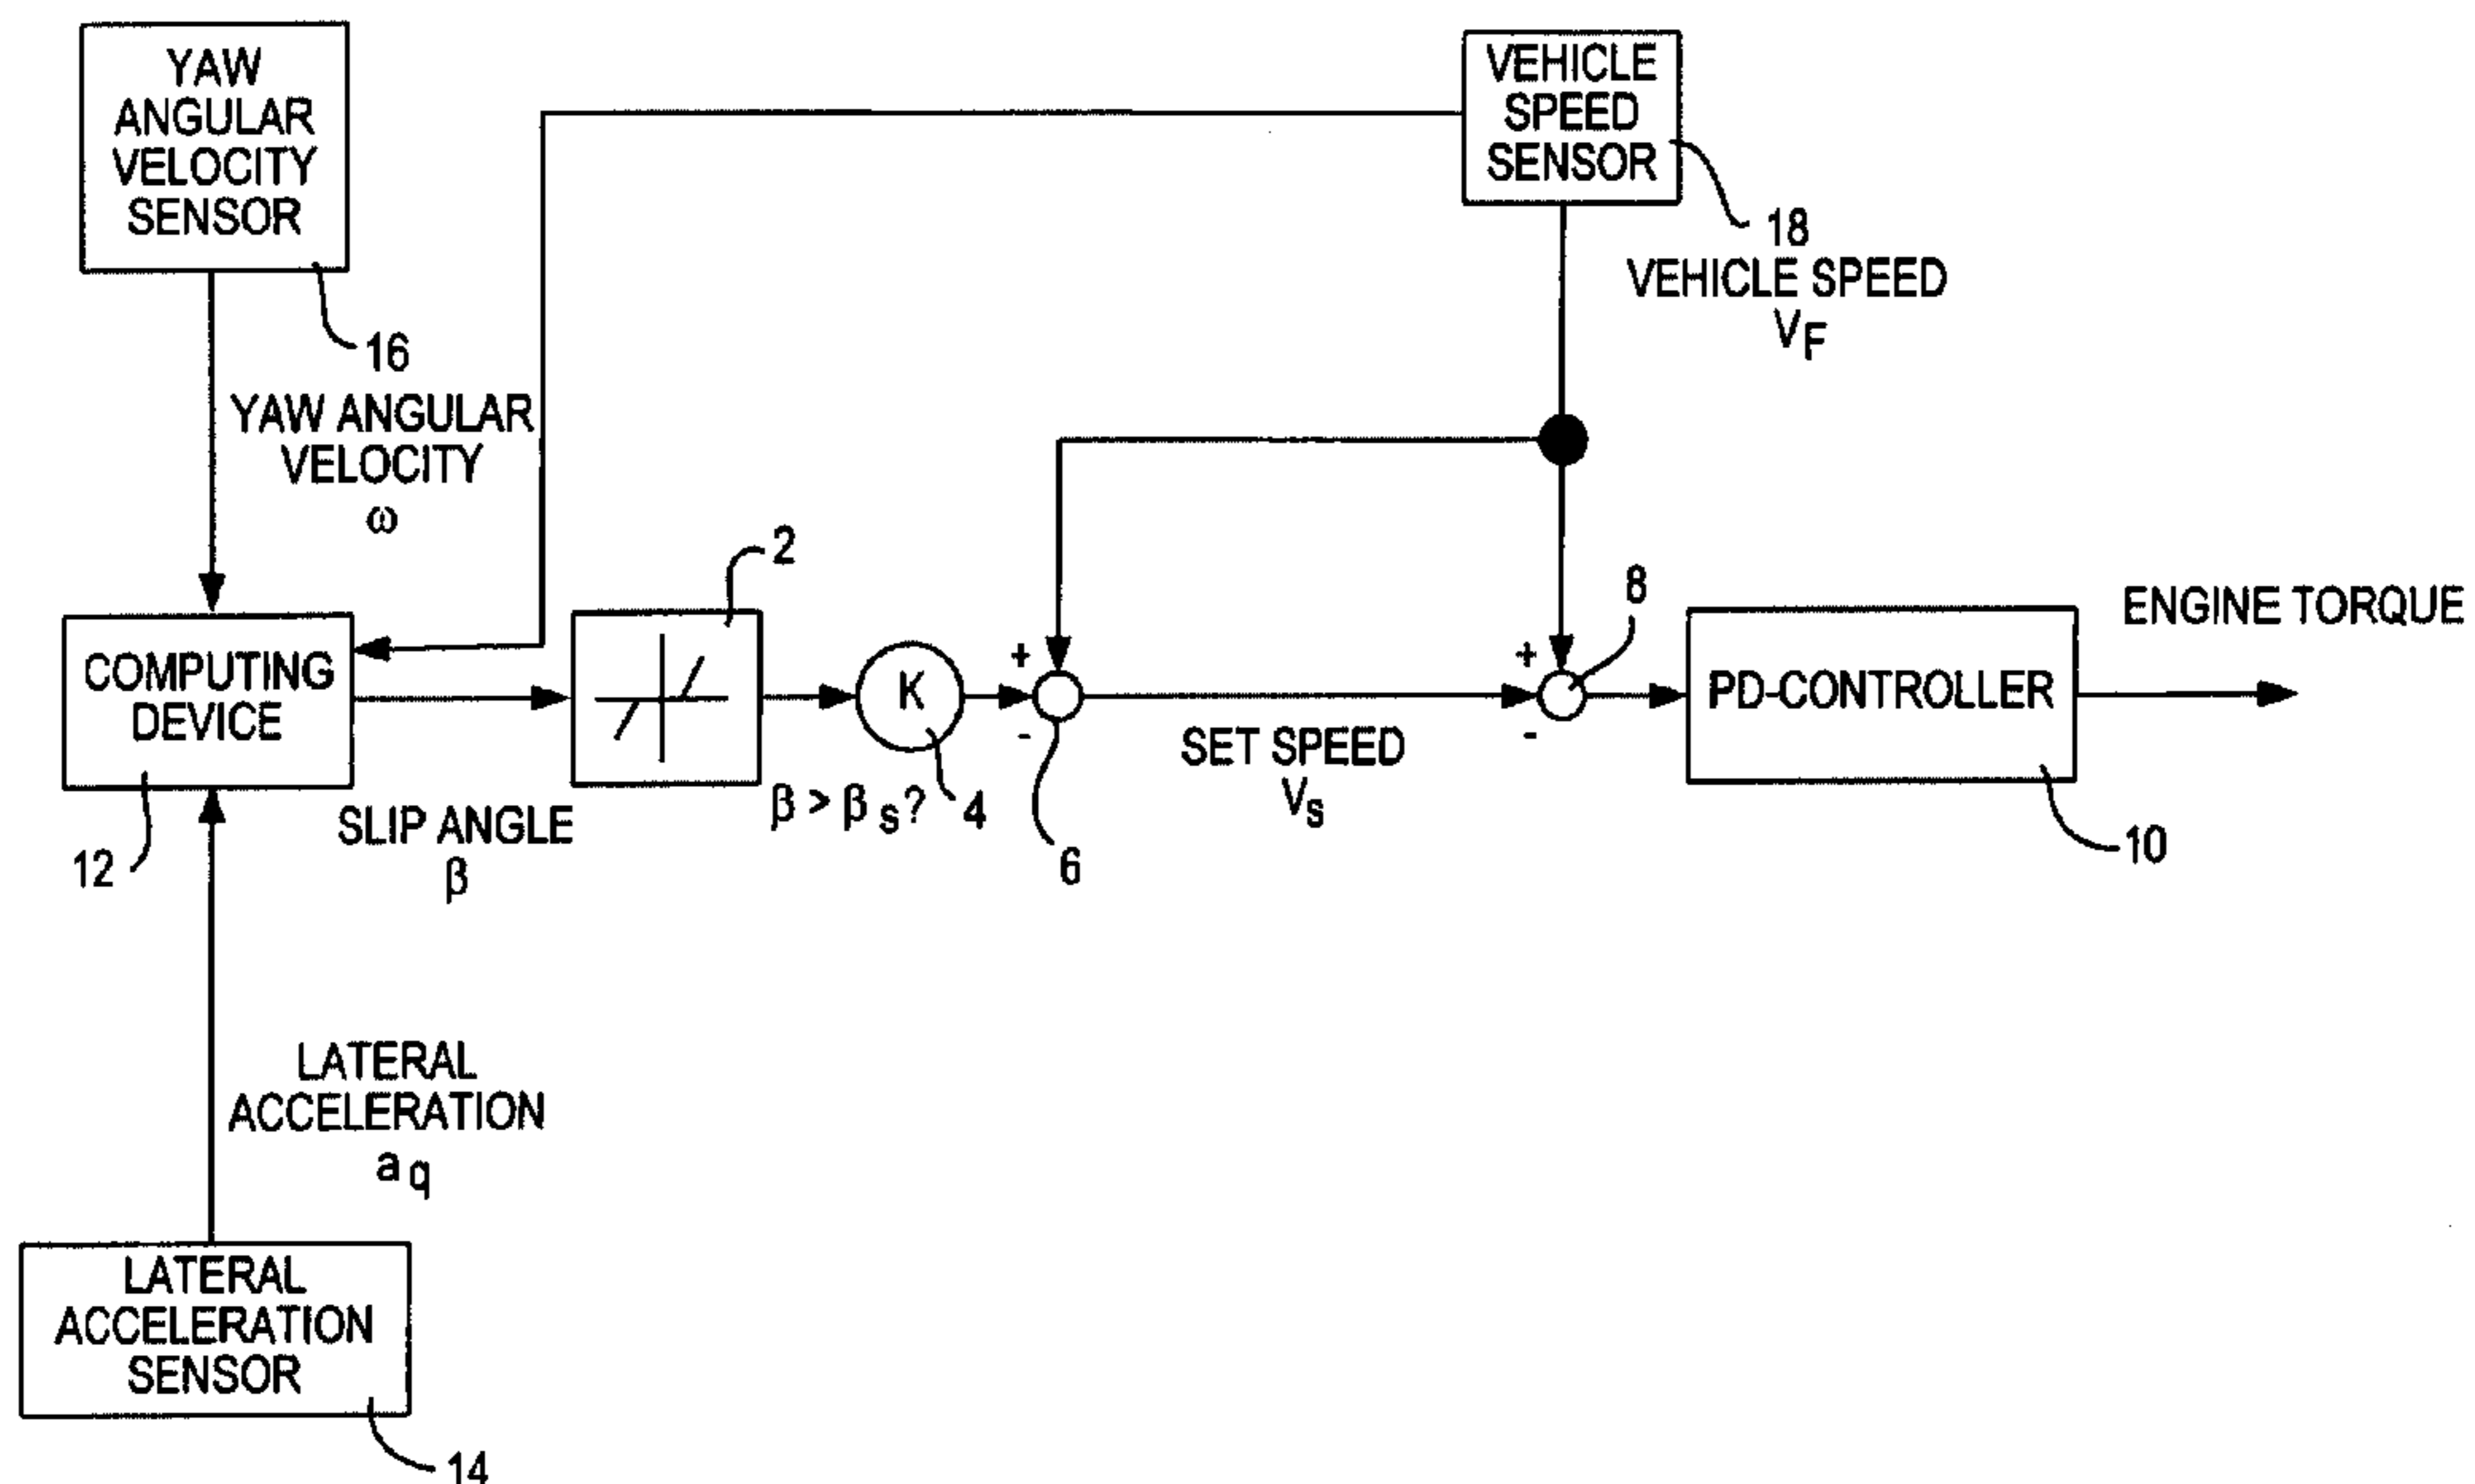 YAW
ANGULAR
VELOCITY
SENSOR
16
YAW ANGULAR
VELOCITY
ω
VEHICLE
SPEED
SENSOR
18
VEHICLE SPEED
VF
COMPUTING
DEVICE
12
SLIP ANGLE
β
2
β > βs?
K
4
+
-
6
SET SPEED
Vs
+
-
8
PD-CONTROLLER
10
ENGINE TORQUE
LATERAL
ACCELERATION
aq
LATERAL
ACCELERATION
SENSOR
14